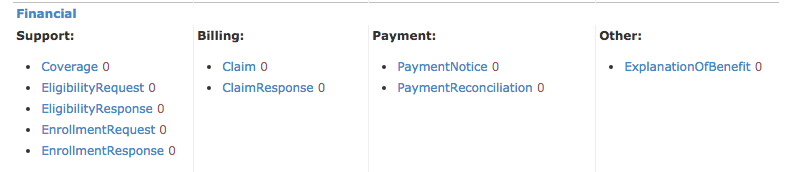 Financial
Support:
Coverage 0
EligibilityRequest 0
EligibilityResponse 0
EnrollmentRequest 0
EnrollmentResponse 0
Billing:
Claim 0
ClaimResponse 0
Payment:
PaymentNotice 0
PaymentReconciliation 0
Other:
ExplanationOfBenefit 0